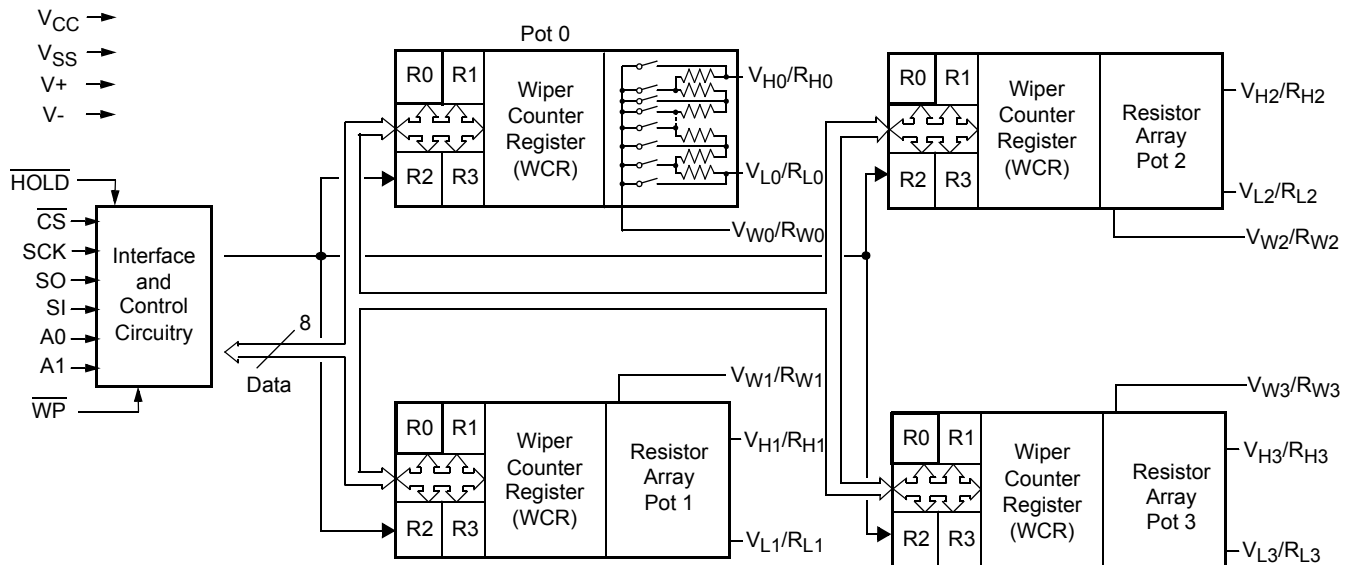 VCC
VSS
V+
V-
HOLD
CS
SCK
SO
SI
A0
A1
WP
Interface
and
Control
Circuitry
8
Data
Pot 0
R0 R1
R2 R3
Wiper
Counter
Register
(WCR)
VH0/RH0
VL0/RL0
VW0/RW0
R0 R1
R2 R3
Wiper
Counter
Register
(WCR)
Resistor
Array
Pot 2
VH2/RH2
VL2/RL2
VW2/RW2
VW1/RW1
R0 R1
R2 R3
Wiper
Counter
Register
(WCR)
Resistor
Array
Pot 1
VH1/RH1
VL1/RL1
VW3/RW3
R0 R1
R2 R3
Wiper
Counter
Register
(WCR)
Resistor
Array
Pot 3
VH3/RH3
VL3/RL3